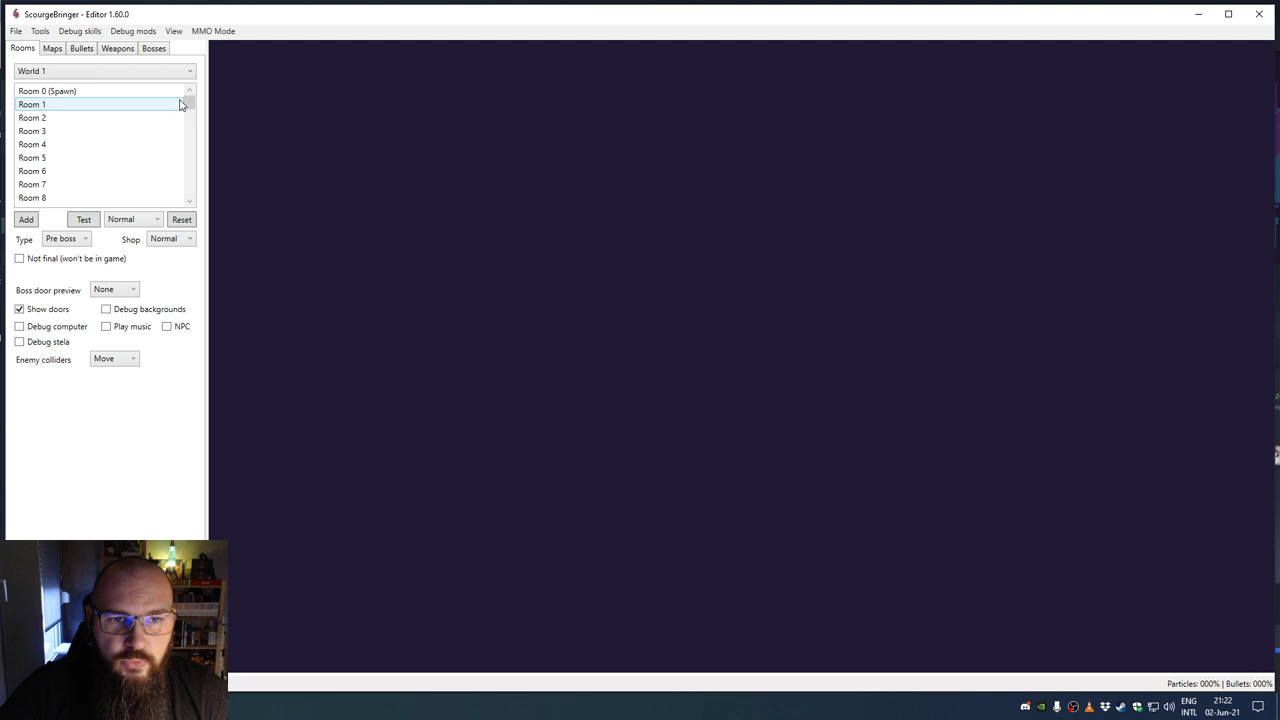 ScourgeBringer - Editor 1.60.0
File Tools Debug skills Debug mods View MMO Mode
Rooms Maps Bullets Weapons Bosses
World 1
Room 0 (Spawn)
Room 1
Room 2
Room 3
Room 4
Room 5
Room 6
Room 7
Room 8
Add Test Normal Reset
Type Pre boss Shop Normal
Not final (won't be in game)
Boss door preview None
Show doors Debug backgrounds
Debug computer Play music NPC
Debug stela
Enemy colliders Move
Particles: 000% | Bullets: 000%
ENG 21:22
INTL 02-Jun-21